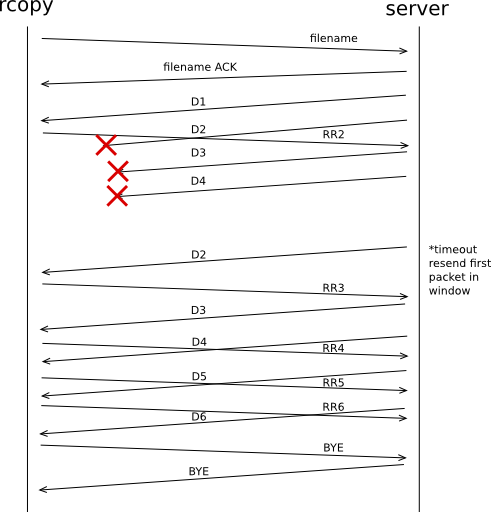 rcopy
server
filename
filename ACK
D1
D2
RR2
D3
D4
*timeout
resend first
packet in
window
D2
RR3
D3
D4
RR4
D5
RR5
RR6
D6
BYE
BYE